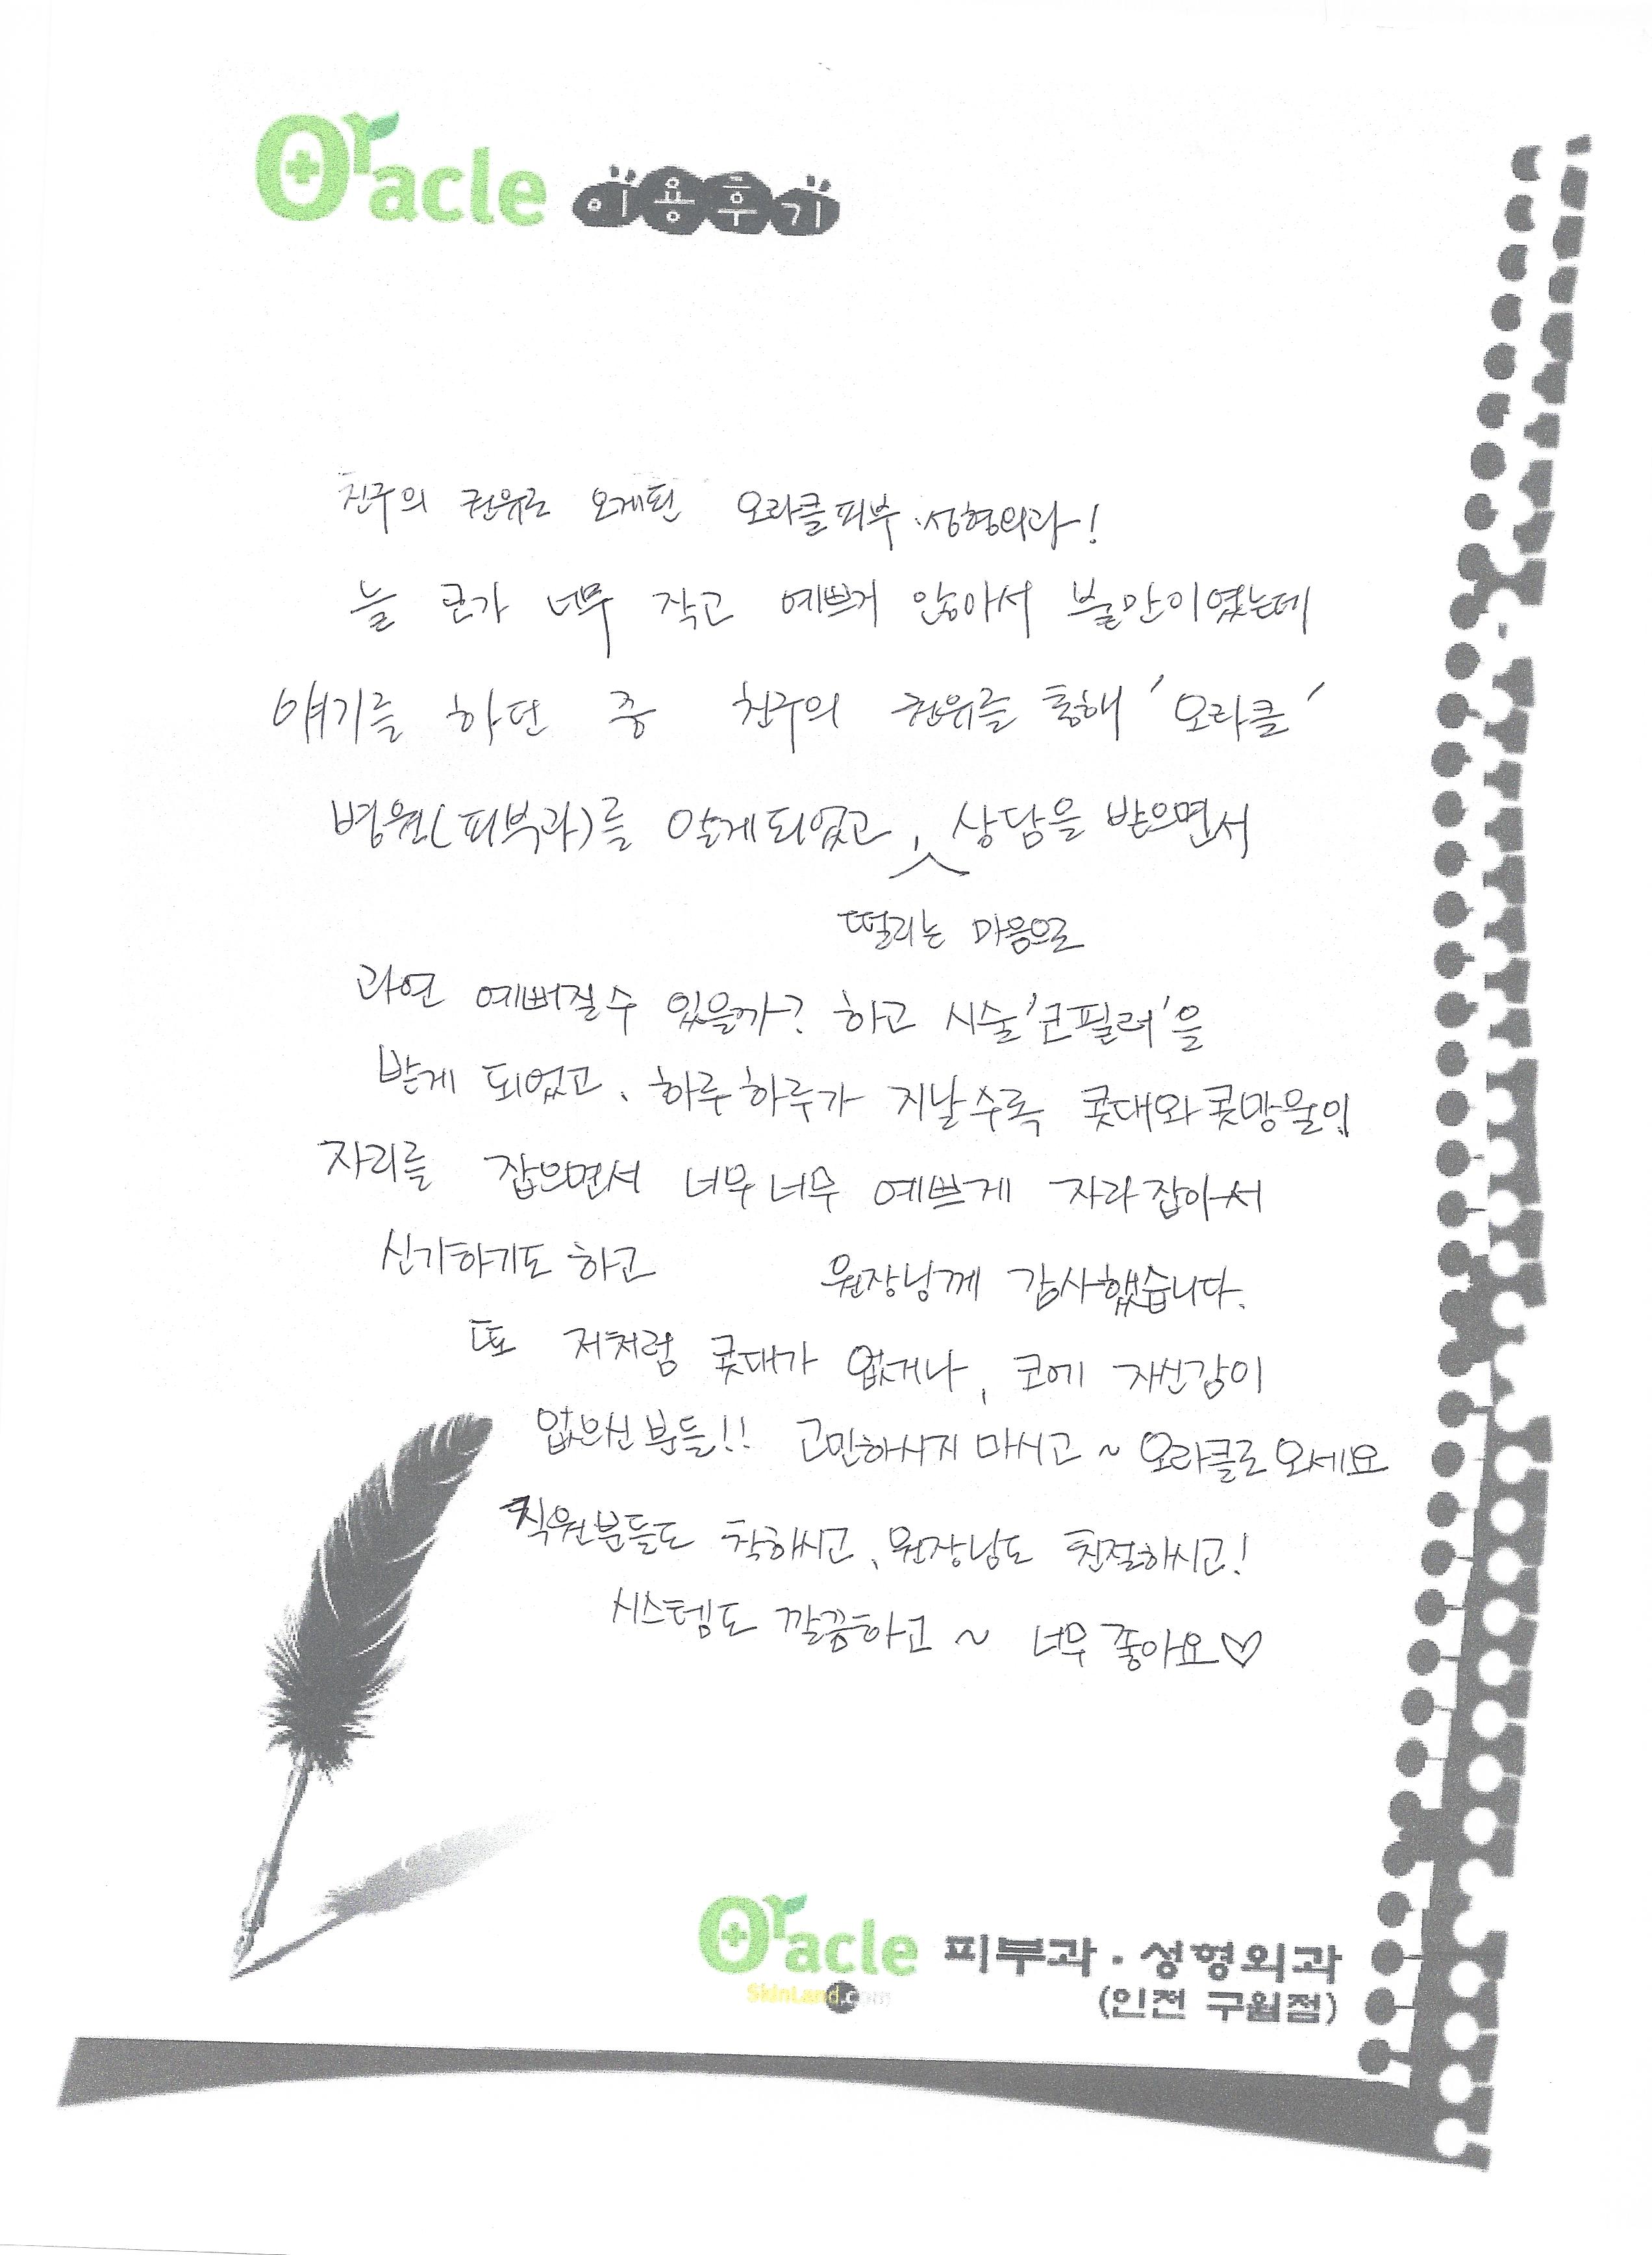 Oracle 이용후기
친구의 권유로 오게된 오라클피부.성형외과!
늘 코가 너무 작고 예쁘게 않아서 불만이였는데
얘기를 하던 중 친구의 권유를 통해 '오라클'
병원(피부과)를 알게되었고, 상담을 받으면서
떨리는 마음으로
과연 예뻐질수 있을까? 하고 시술'코필러'을
받게 되었고. 하루하루가 지날수록 콧대와콧망울이
자리를 잡으면서 너무너무 예쁘게 자라잡아서
신기하기도 하고 원장님께 감사했습니다.
또 저처럼 콧대가 없거나, 코에 자신감이
없으신분들!! 고민하시지 마시고~ 오라클로오세요
직원분들도 착하시고, 원장님도 친절하시고!
시스템도 깔끔하고 ~ 너무 좋아요♡
Oracle 피부과·성형외과
SkinLand.com
(인천 구월점)